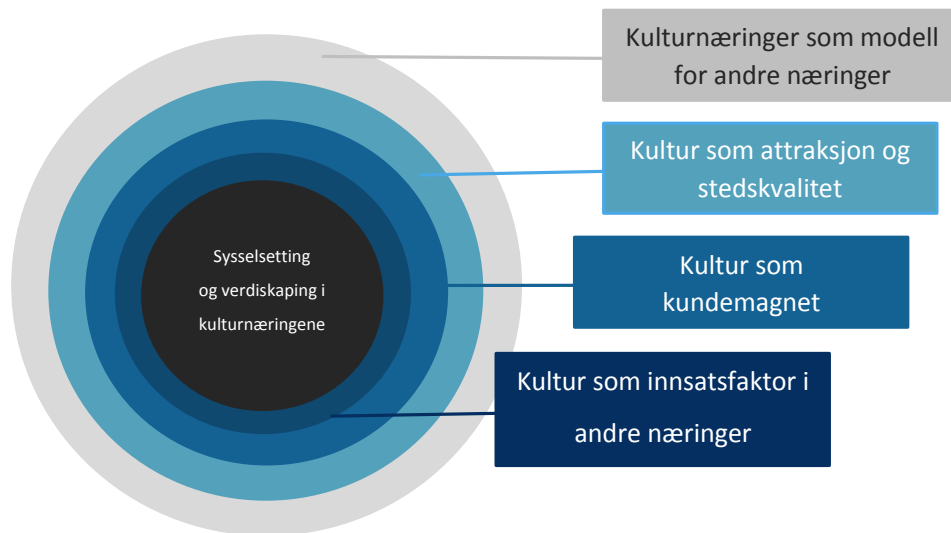 Kulturnæringer som modell
for andre næringer
Kultur som attraksjon og
stedskvalitet
Sysselsetting
og verdiskaping i
kulturnæringene
Kultur som
kundemagnet
Kultur som innsatsfaktor i
andre næringer